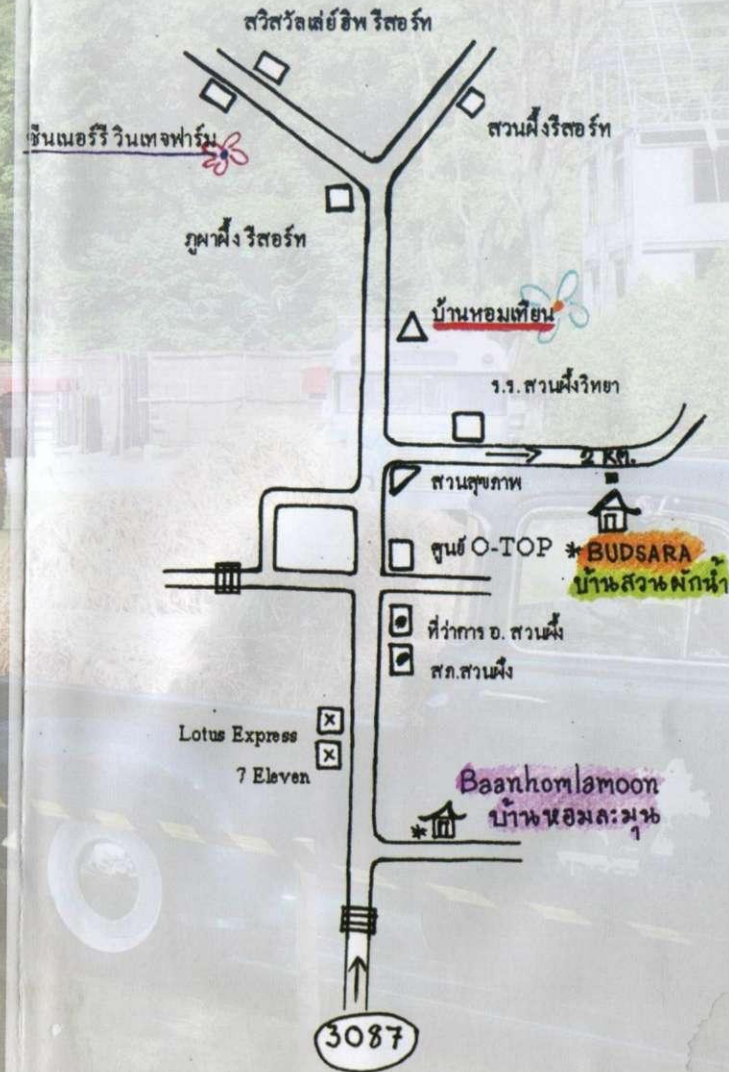 สวิสวัลเล่ย์ฮิพ รีสอร์ท
สวนผึ้งรีสอร์ท
ซีนเนอร์รี่ วินเทจฟาร์ม
ภูผาผึ้ง รีสอร์ท
บ้านหอมเทียน
ร.ร. สวนผึ้งวิทยา
2 กม.
สวนสุขภาพ
ศูนย์ O-TOP
*BUDSARA
บ้านสวนผักน้ำ
ที่ว่าการ อ. สวนผึ้ง
สภ.สวนผึ้ง
Lotus Express
7 Eleven
Baanhomlamoon
* บ้านหอมละมุน
3087